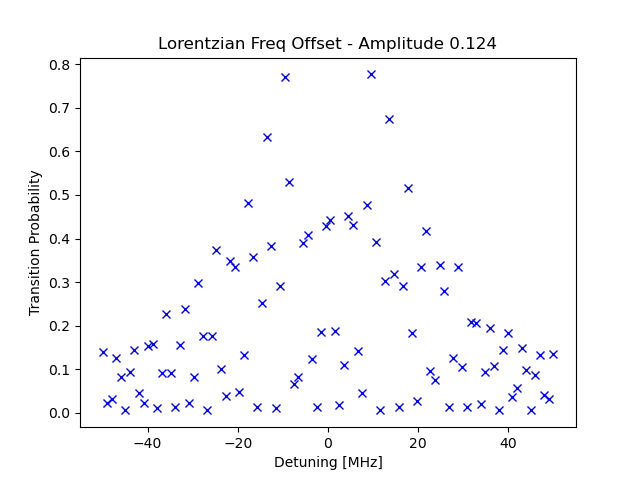 Lorentzian Freq Offset - Amplitude 0.124
0.8
0.7
0.6
0.5
0.4
0.3
0.2
0.1
0.0
Transition Probability
−40 −20 0 20 40
Detuning [MHz]